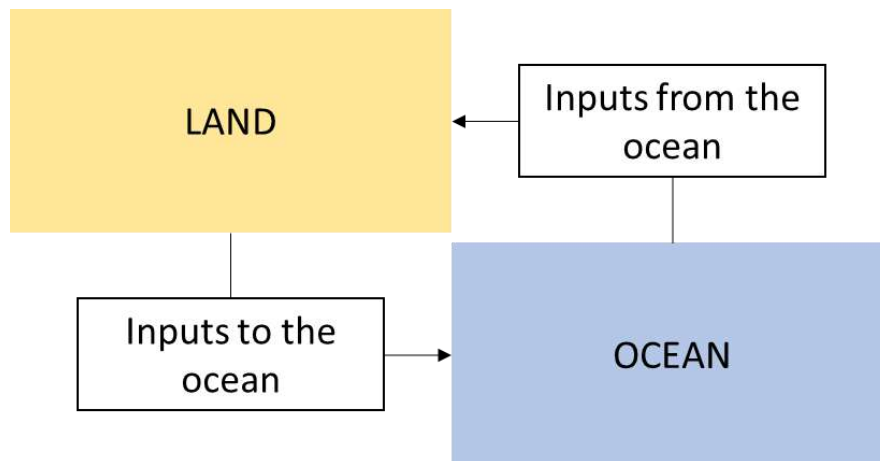 LAND
Inputs from the
ocean
Inputs to the
ocean
OCEAN